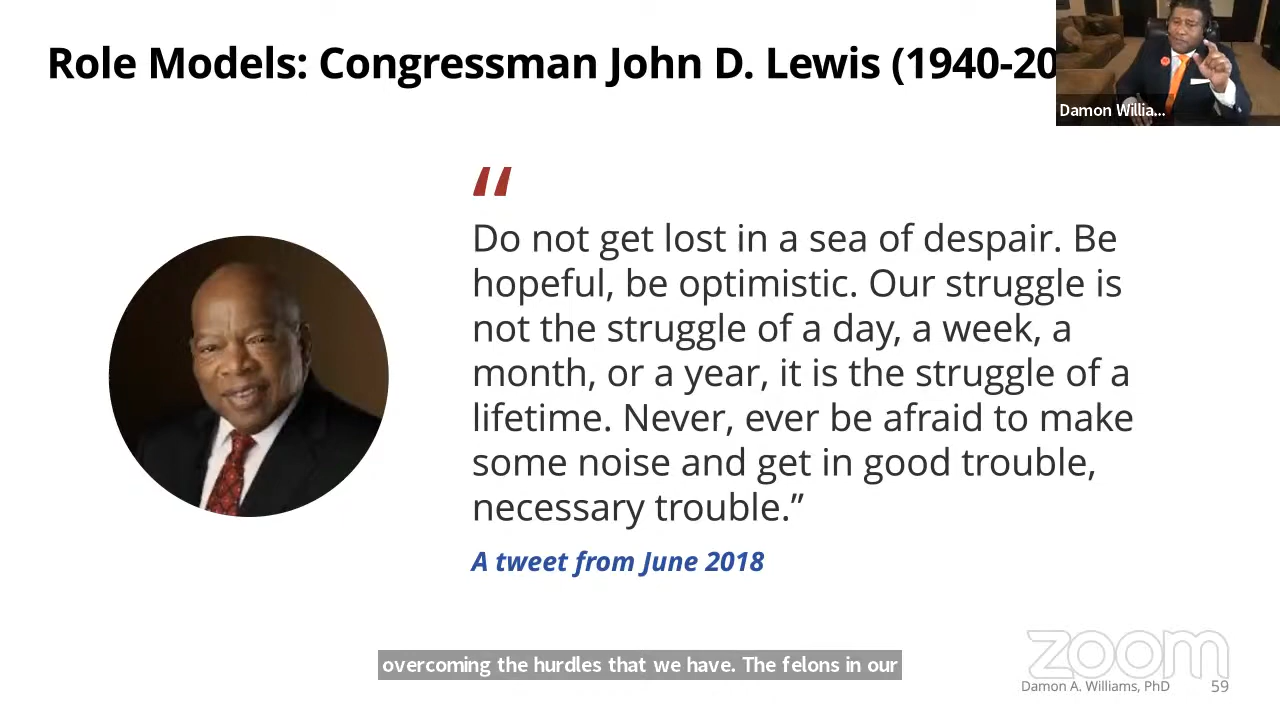 Role Models: Congressman John D. Lewis (1940-20
Damon Willia...
“
Do not get lost in a sea of despair. Be
hopeful, be optimistic. Our struggle is
not the struggle of a day, a week, a
month, or a year, it is the struggle of a
lifetime. Never, ever be afraid to make
some noise and get in good trouble,
necessary trouble.”
A tweet from June 2018
overcoming the hurdles that we have. The felons in our
zoom
Damon A. Williams, PhD 59